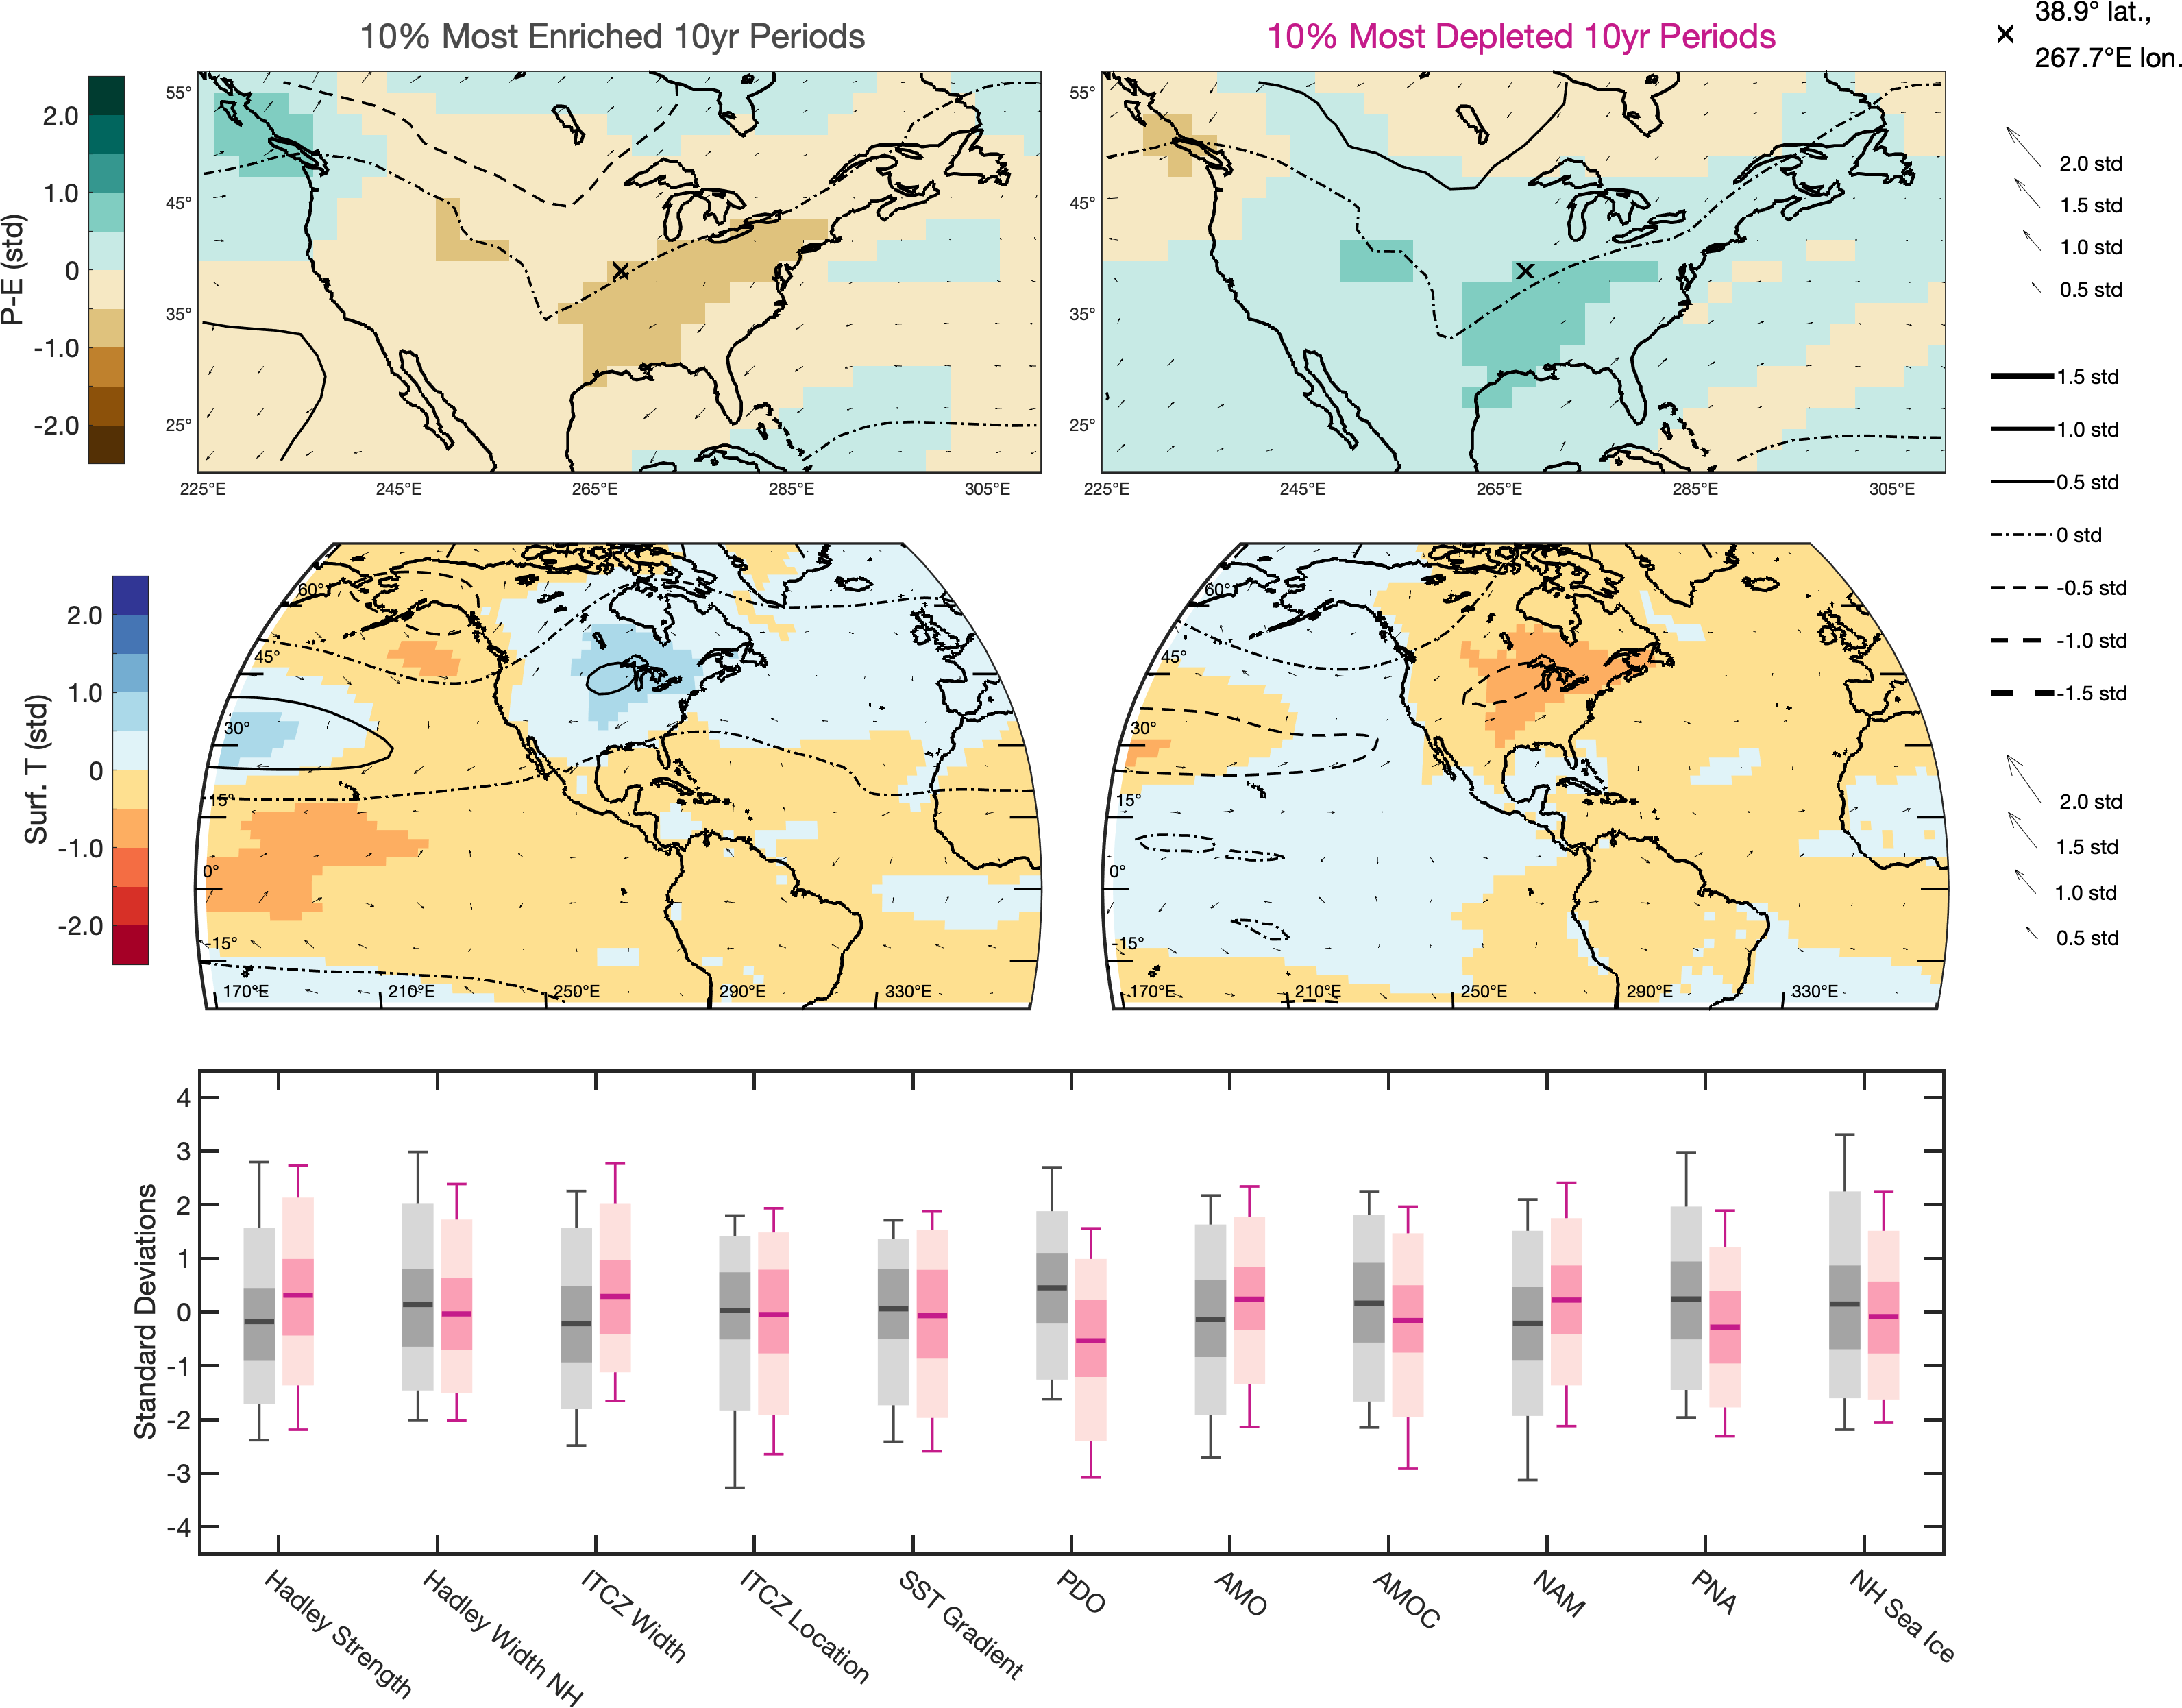 10% Most Enriched 10yr Periods
10% Most Depleted 10yr Periods
38.9° lat.,
267.7°E lon.
P-E (std)
2.0
1.0
0
-1.0
-2.0
55°
45°
35°
25°
225°E
245°E
265°E
285°E
305°E
55°
45°
35°
25°
225°E
245°E
265°E
285°E
305°E
2.0 std
1.5 std
1.0 std
0.5 std
1.5 std
1.0 std
0.5 std
0 std
-0.5 std
-1.0 std
-1.5 std
2.0 std
1.5 std
1.0 std
0.5 std
Surf. T (std)
2.0
1.0
0
-1.0
-2.0
60°
45°
30°
15°
0°
-15°
170°E
210°E
250°E
290°E
330°E
60°
45°
30°
15°
0°
-15°
170°E
210°E
250°E
290°E
330°E
Standard Deviations
4
3
2
1
0
-1
-2
-3
-4
Hadley Strength
Hadley Width NH
ITCZ Width
ITCZ Location
SST Gradient
PDO
AMO
AMOC
NAM
PNA
NH Sea Ice